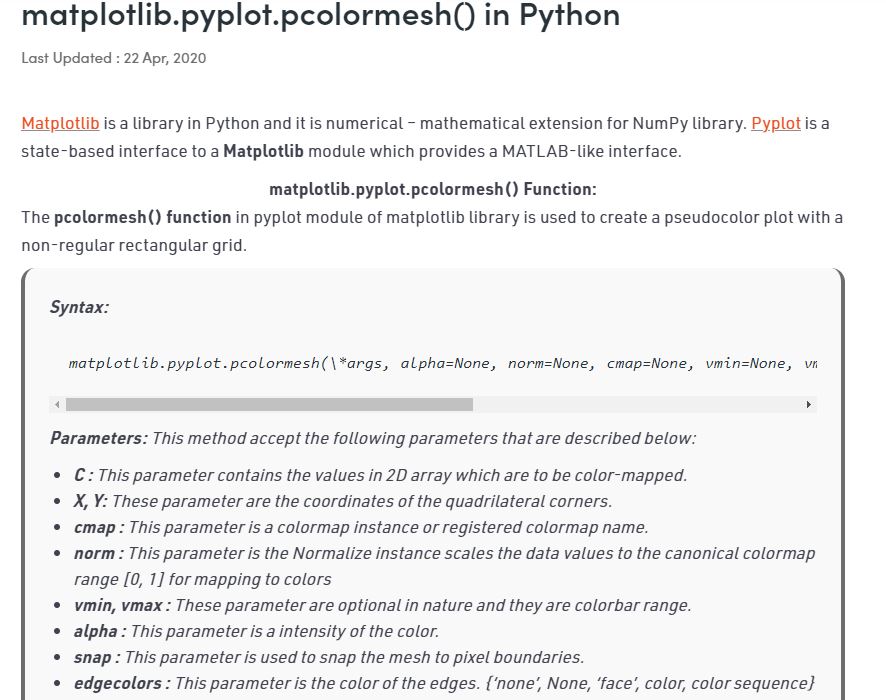 matplotlib.pyplot.pcolormesh() in Python
Last Updated : 22 Apr, 2020
Matplotlib is a library in Python and it is numerical – mathematical extension for NumPy library. Pyplot is a
state-based interface to a Matplotlib module which provides a MATLAB-like interface.
matplotlib.pyplot.pcolormesh() Function:
The pcolormesh() function in pyplot module of matplotlib library is used to create a pseudocolor plot with a
non-regular rectangular grid.
Syntax:
matplotlib.pyplot.pcolormesh(\*args, alpha=None, norm=None, cmap=None, vmin=None,
Parameters: This method accept the following parameters that are described below:
• C : This parameter contains the values in 2D array which are to be color-mapped.
• X, Y: These parameter are the coordinates of the quadrilateral corners.
• cmap : This parameter is a colormap instance or registered colormap name.
• norm : This parameter is the Normalize instance scales the data values to the canonical colormap
range [0, 1] for mapping to colors
• vmin, vmax : These parameter are optional in nature and they are colorbar range.
• alpha : This parameter is a intensity of the color.
• snap : This parameter is used to snap the mesh to pixel boundaries.
• edgecolors : This parameter is the color of the edges. {‘none’, None, ‘face’, color, color sequence}